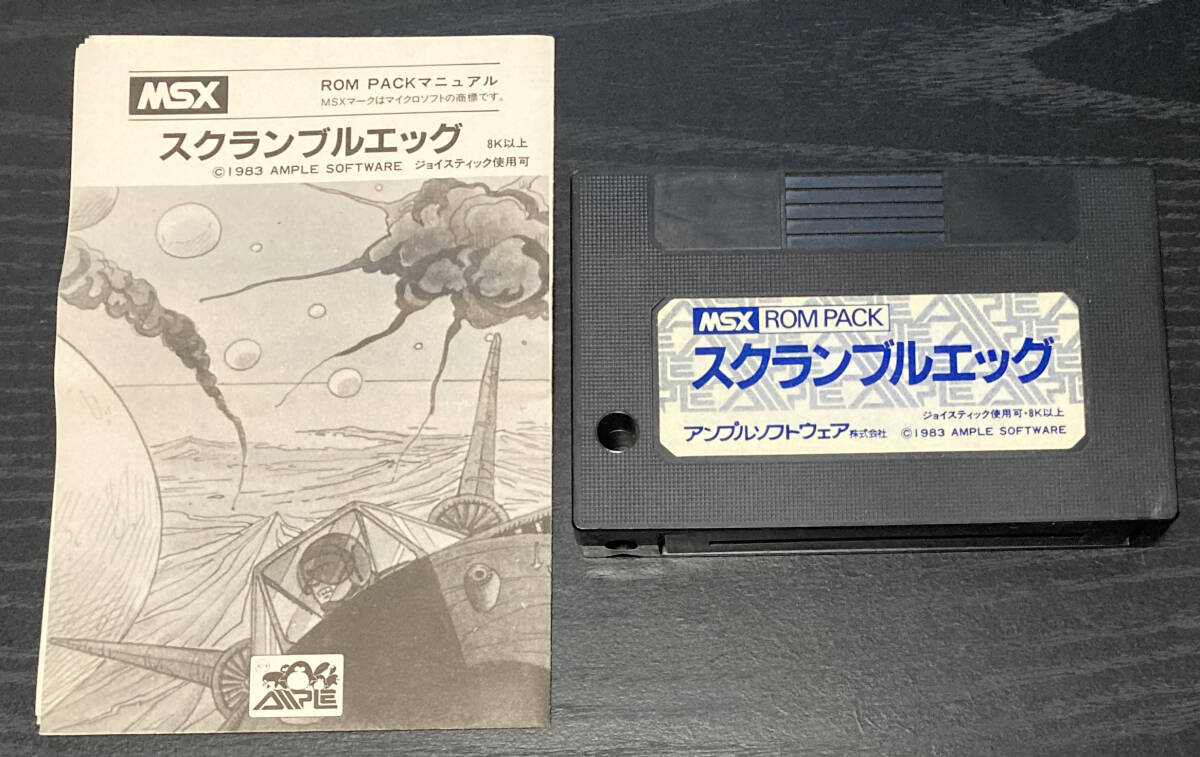 MSX
ROM PACKマニュアル
MSXマークはマイクロソフトの商標です。
スクランブルエッグ 8K以上
©1983 AMPLE SOFTWARE ジョイスティック使用可
AMPLE
MSX ROM PACK
スクランブルエッグ
ジョイスティック使用可・8K以上
アンプルソフトウェア株式会社 ©1983 AMPLE SOFTWARE